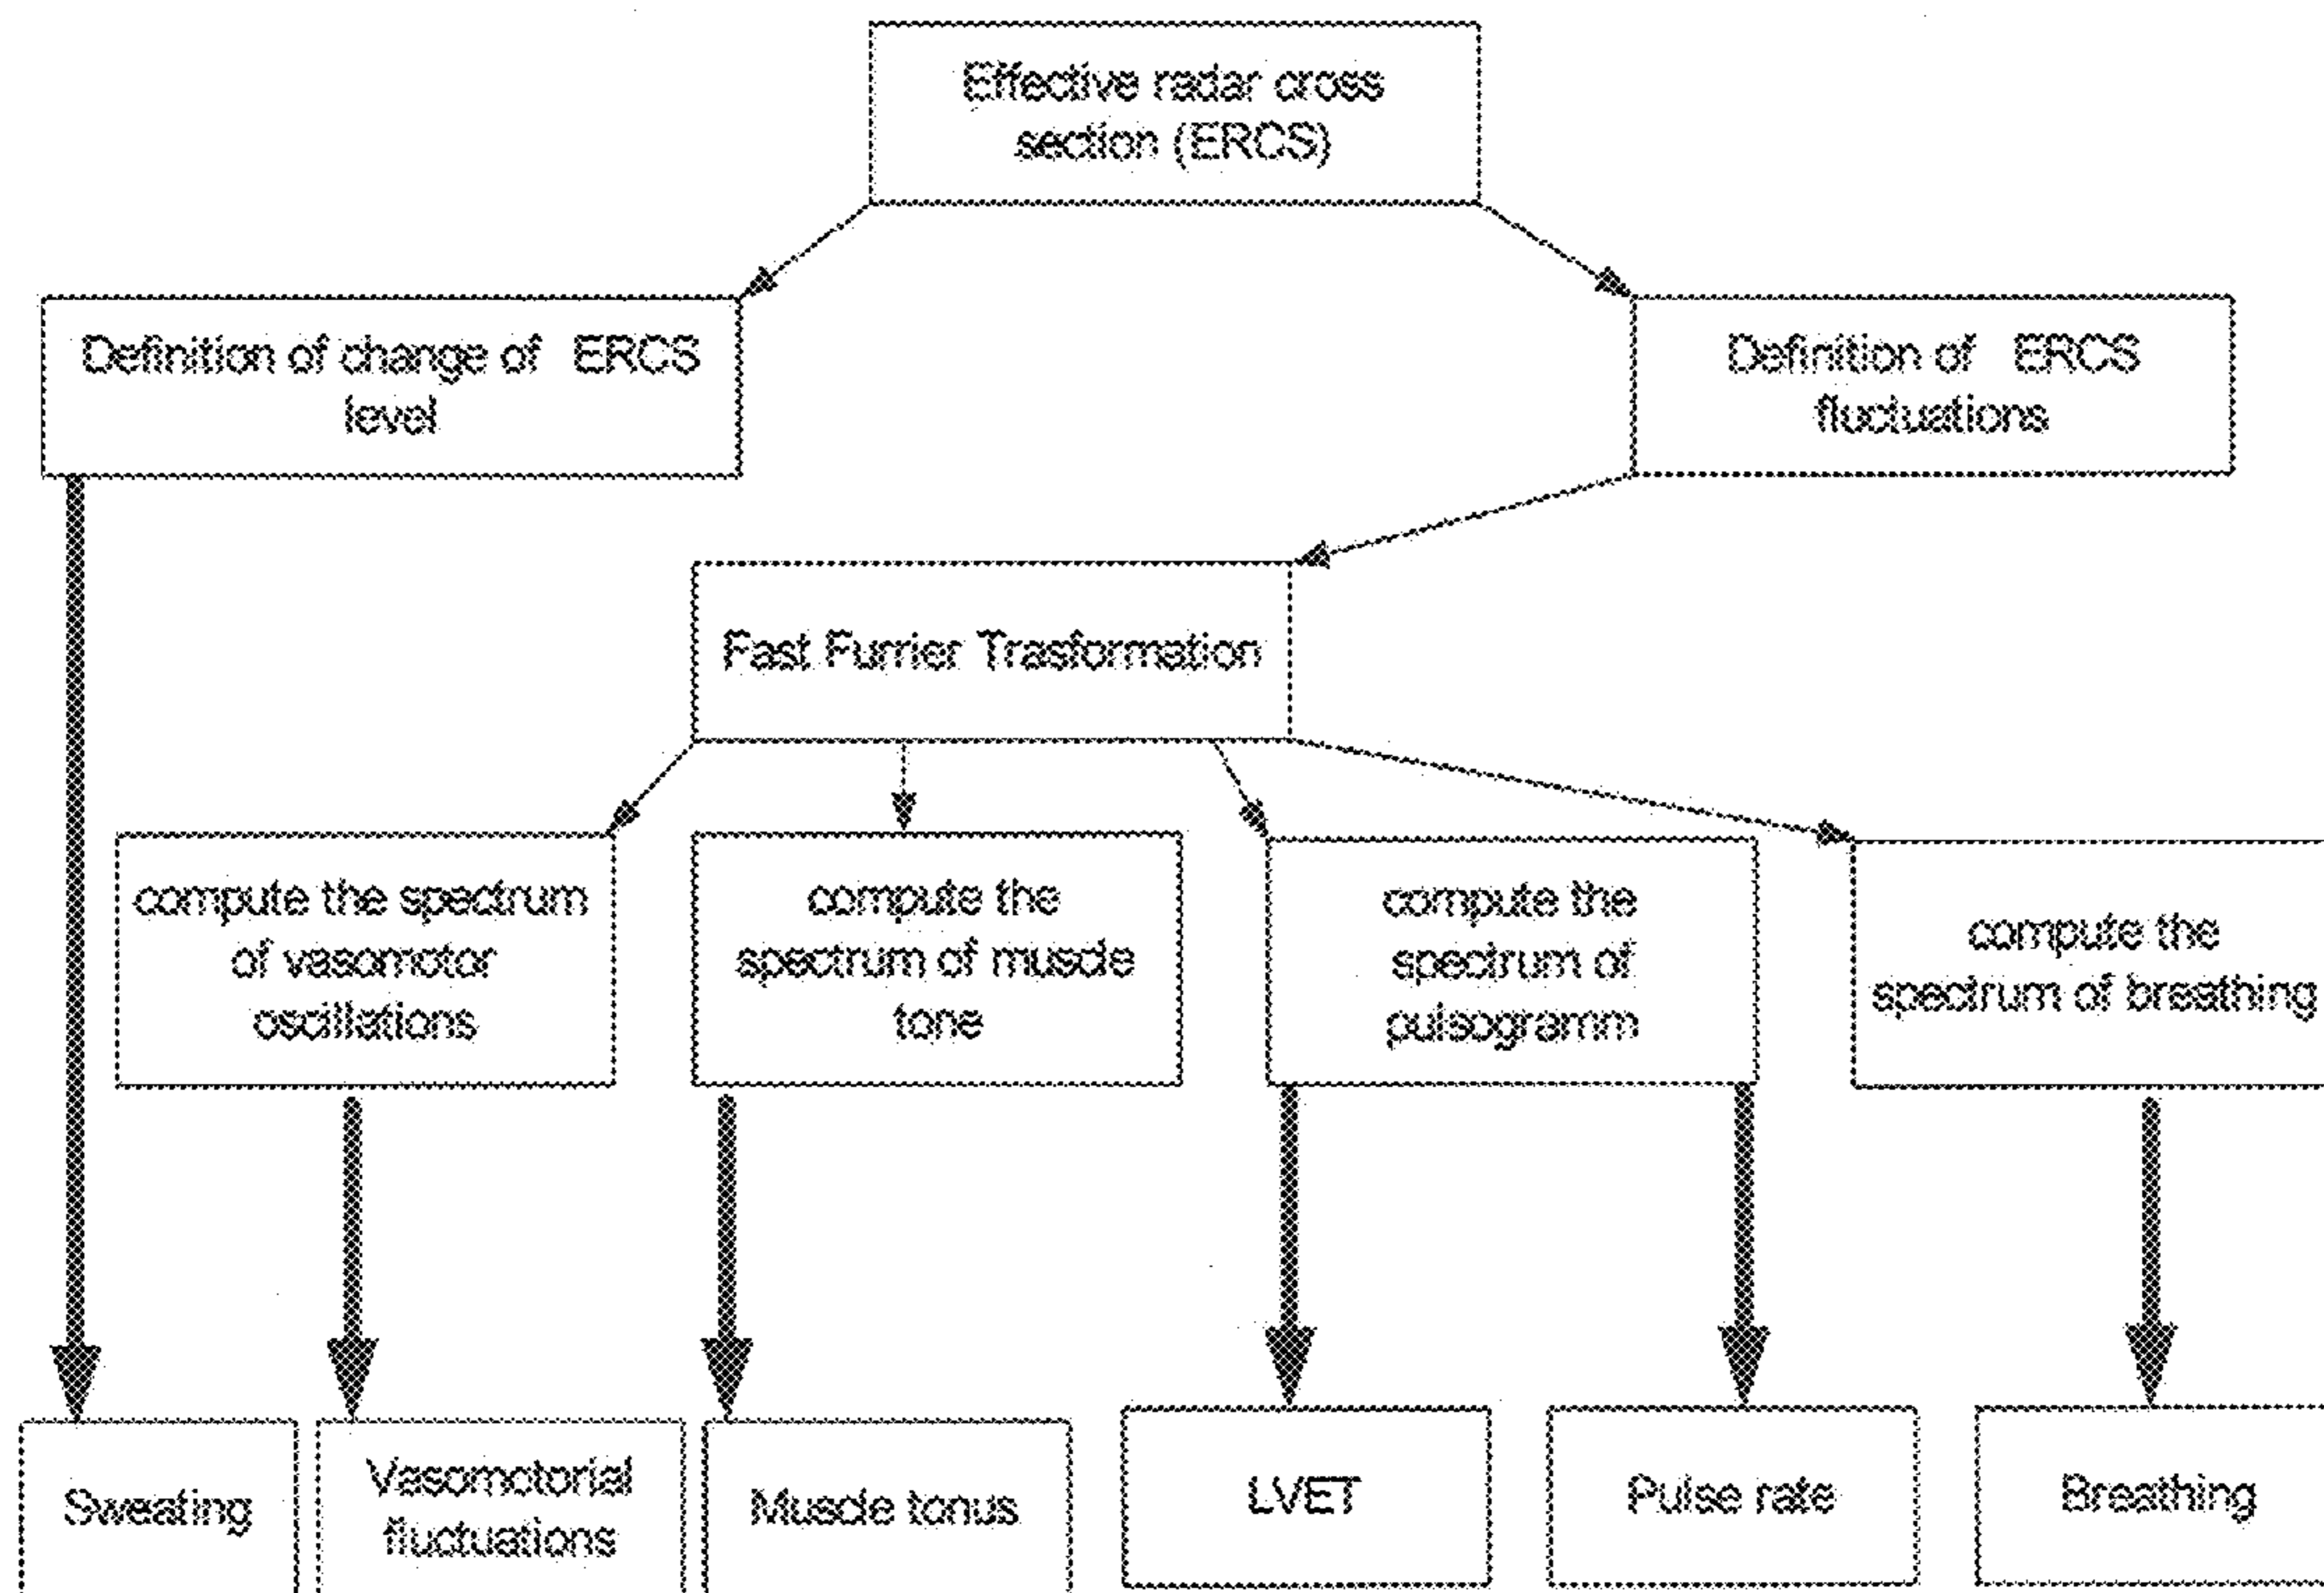 Effective radar cross
section (ERCS)
Definition of change of ERCS
level
Definition of ERCS
fluctuations
Fast Furrier Trasformation
compute the spectrum
of vasomotor
oscillations
compute the
spectrum of muscle
tone
compute the
spectrum of
pulsogramm
compute the
spectrum of breathing
Sweating
Vasomotorial
fluctuations
Muscle tonus
LVET
Pulse rate
Breathing